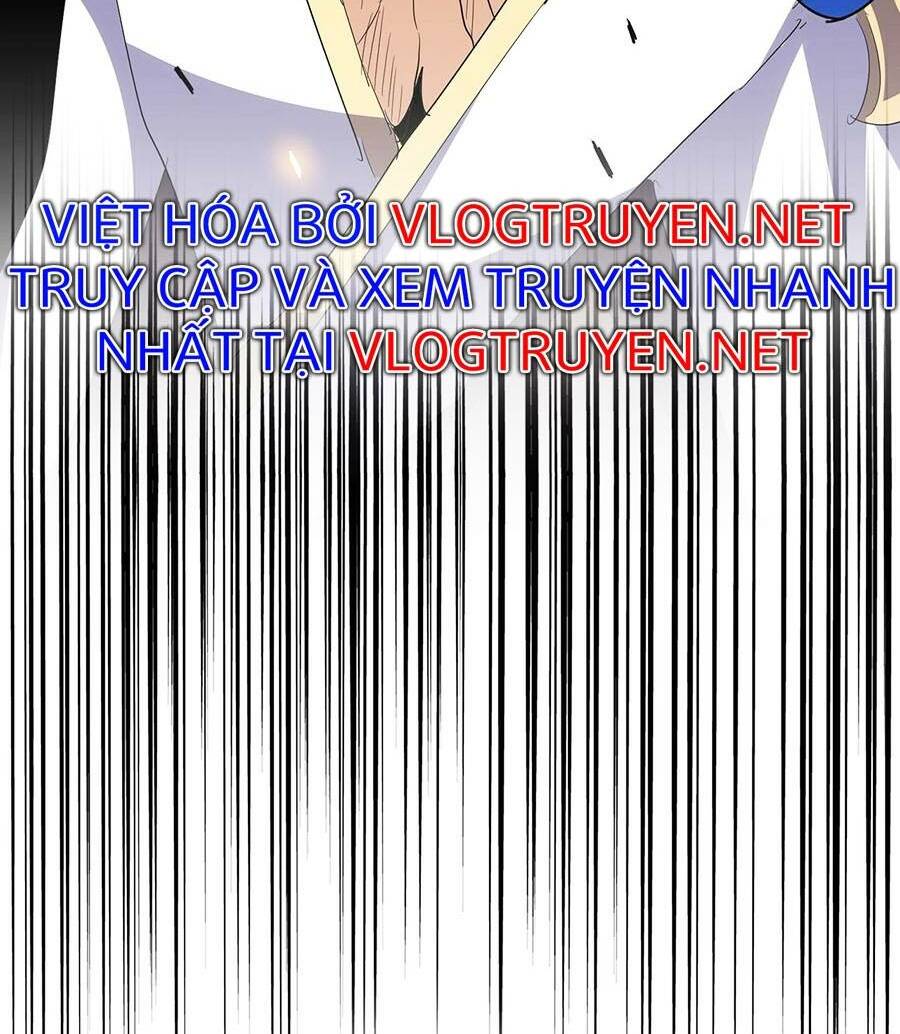 VIỆT HÓA BỞI VLOGTRUYEN.NET
TRUY CẬP VÀ XEM TRUYỆN NHANH
NHẤT TẠI VLOGTRUYEN.NET